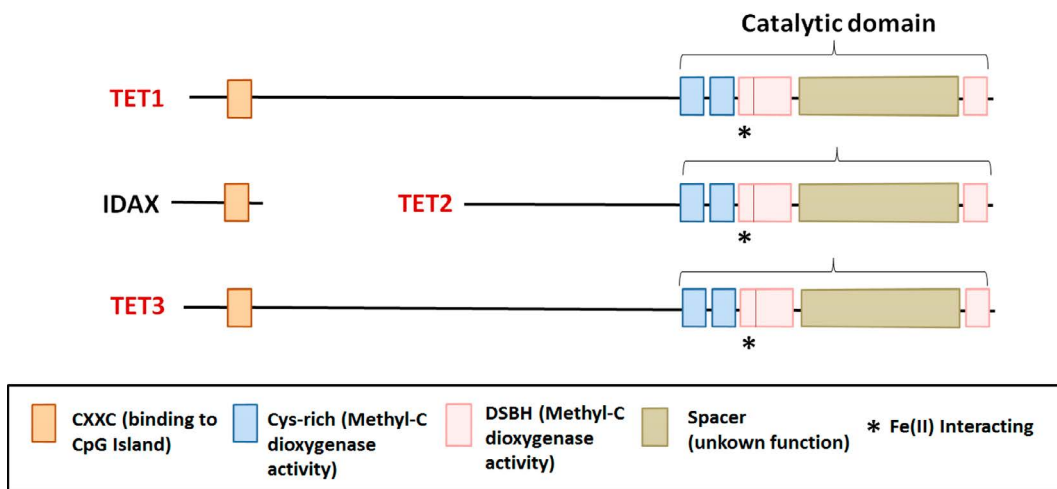 Catalytic domain
TET1
*
IDAX
TET2
*
TET3
*
CXXC (binding to
CpG Island)
Cys-rich (Methyl-C
dioxygenase
activity)
DSBH (Methyl-C
dioxygenase
activity)
Spacer
(unkown function)
* Fe(II) Interacting